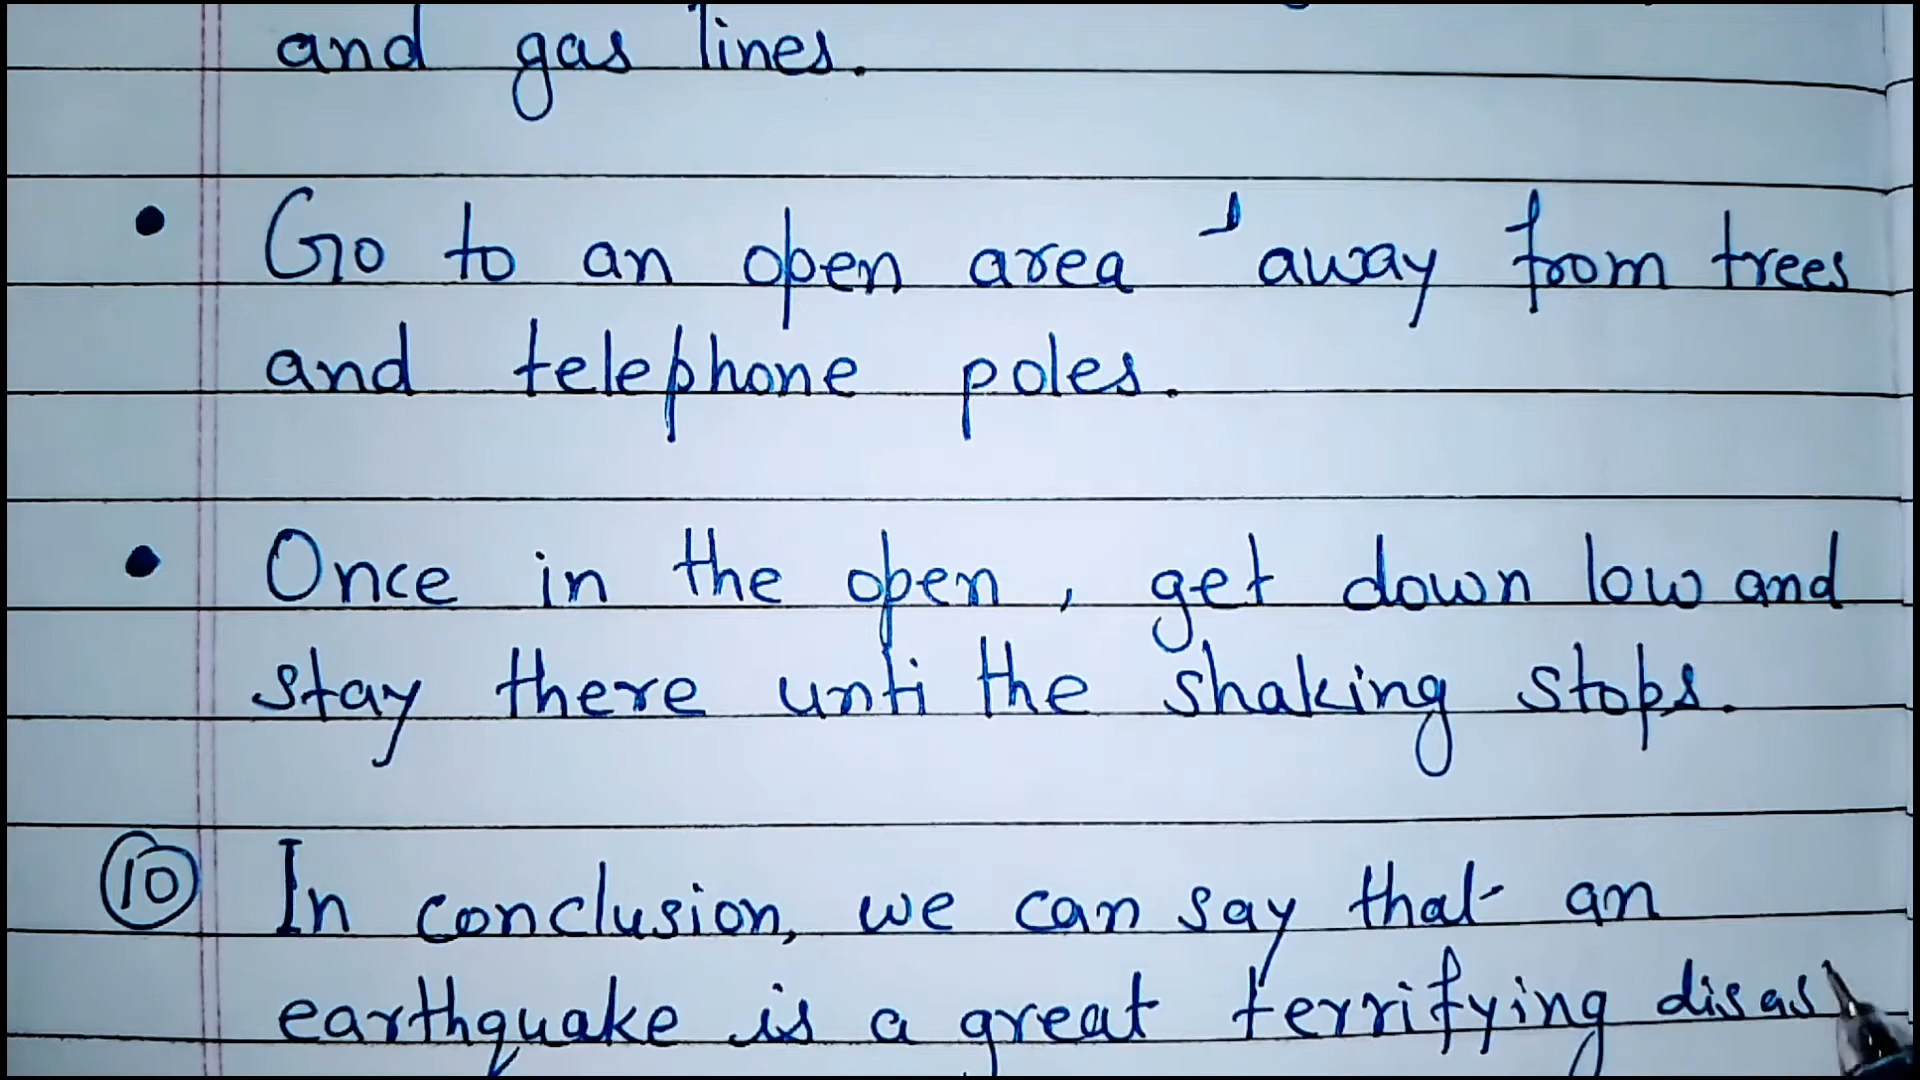 and gas lines.
• Go to an open area away from trees
and telephone poles.
• Once in the open, get down low and
stay there unti the shaking stops.
10 In conclusion, we can say that an
earthquake is a great terrifying disas